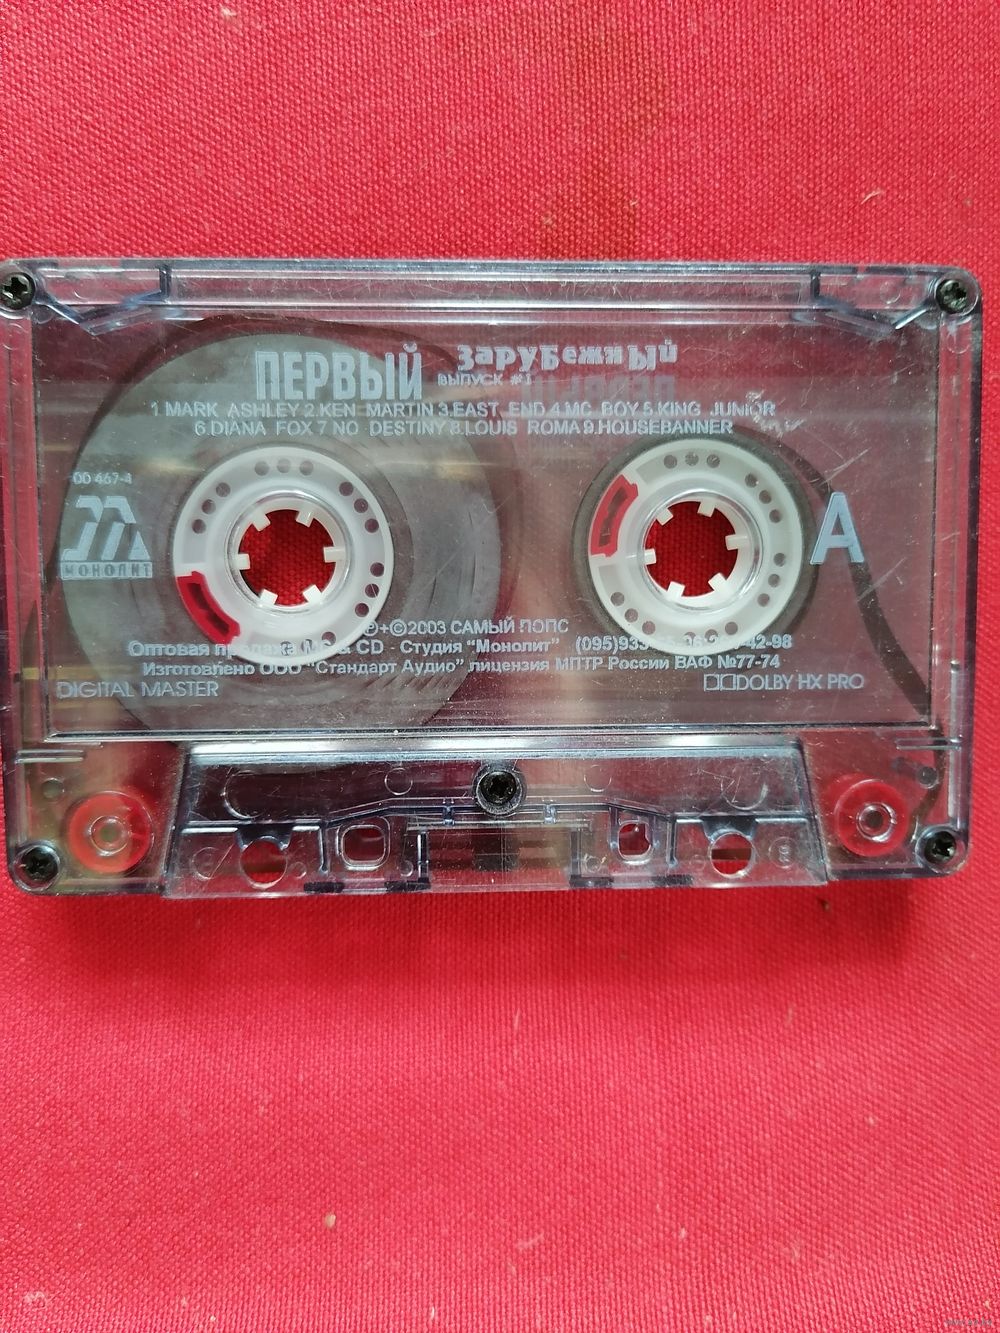 ПЕРВЫЙ зарубежный
ВЫПУСК #1
1.MARK ASHLEY 2.KEN MARTIN 3.EAST END 4.MC BOY 5.KING JUNIOR
6.DIANA FOX 7 NO DESTINY 8.LOUIS ROMA 9.HOUSEBANNER
00 467-4
МОНОЛИТ
A
℗+©2003 САМЫЙ ПОПС
Оптовая продажа MC & CD - Студия "Монолит" (095)
Изготовлено ООО "Стандарт Аудио" лицензия МПТР России ВАФ №77-74
DIGITAL MASTER
DOLBY HX PRO